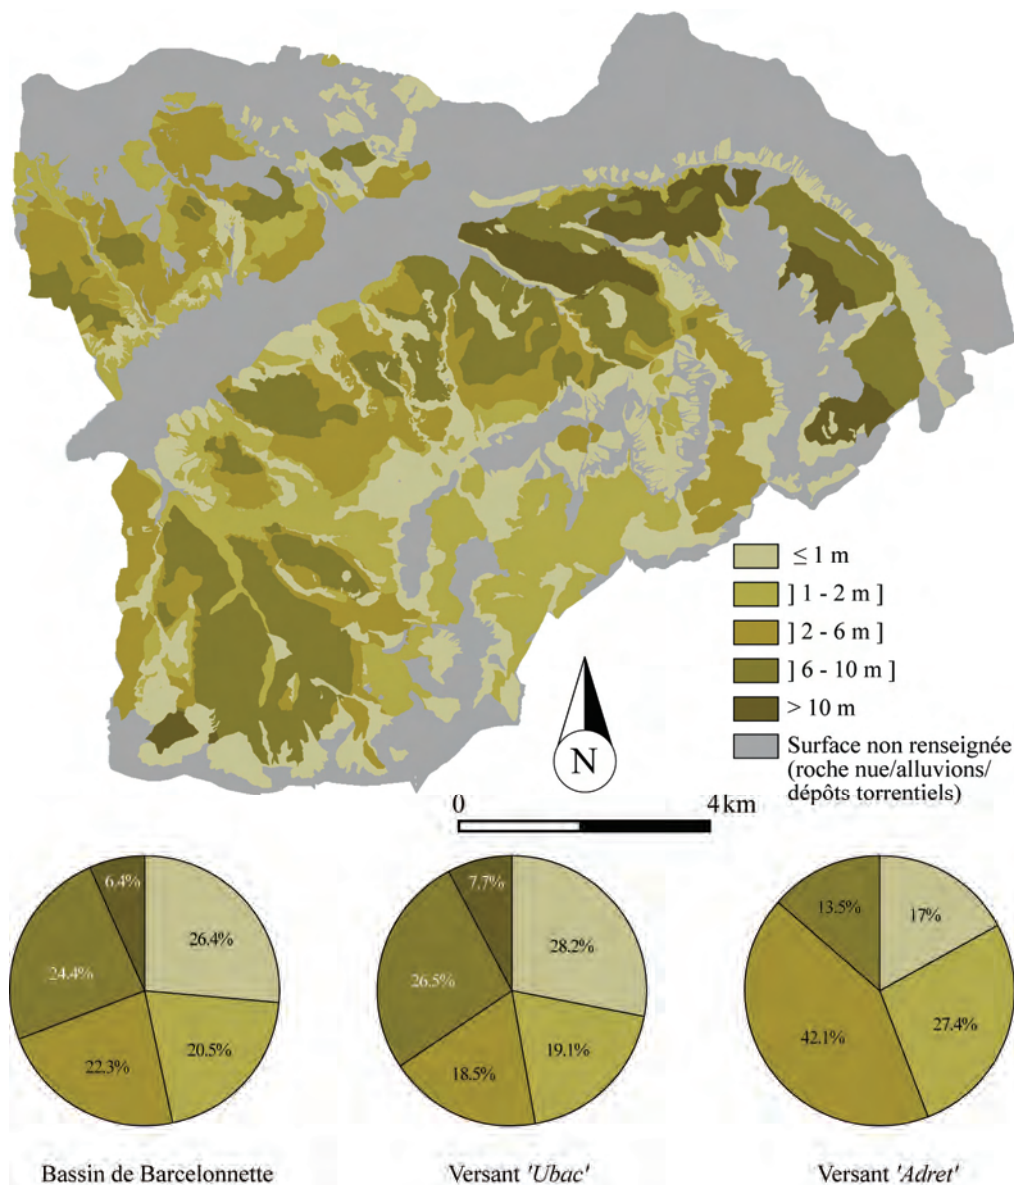 ≤ 1 m
] 1 - 2 m ]
] 2 - 6 m ]
] 6 - 10 m ]
> 10 m
Surface non renseignée
(roche nue/alluvions/
dépôts torrentiels)
N
0 4 km
6.4%
26.4%
24.4%
22.3%
20.5%
7.7%
28.2%
26.5%
18.5%
19.1%
13.5%
17%
42.1%
27.4%
Bassin de Barcelonnette
Versant 'Ubac'
Versant 'Adret'